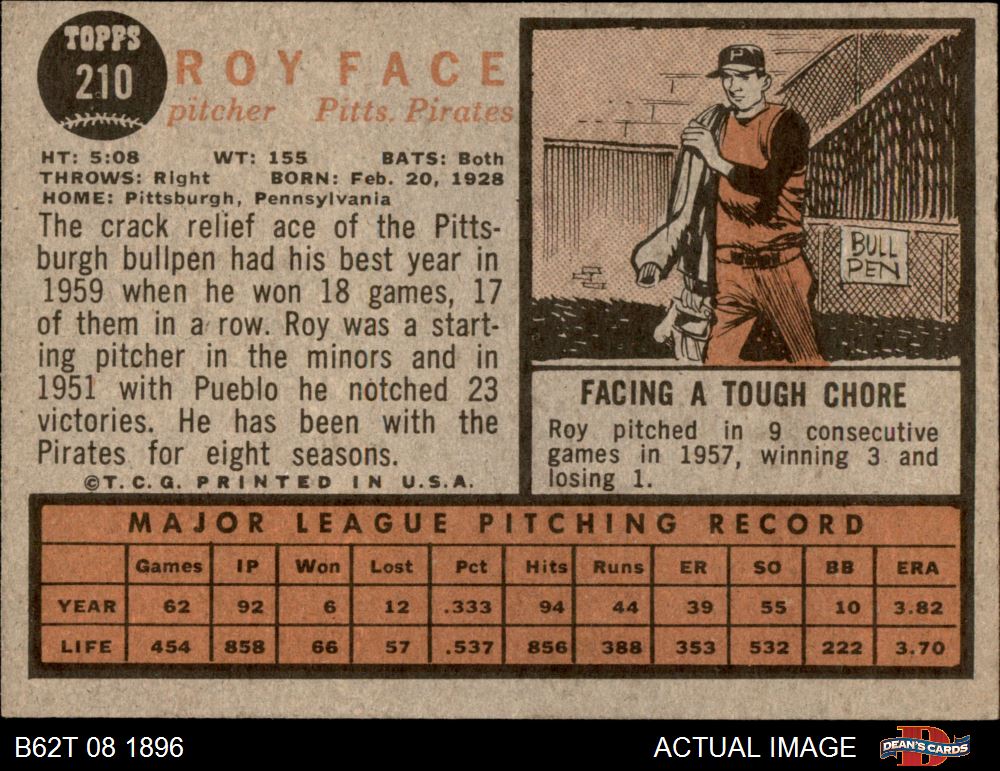 TOPPS
210
ROY FACE
pitcher Pitts. Pirates
HT: 5:08 WT: 155 BATS: Both
THROWS: Right BORN: Feb. 20, 1928
HOME: Pittsburgh, Pennsylvania
The crack relief ace of the Pitts-
burgh bullpen had his best year in
1959 when he won 18 games, 17
of them in a row. Roy was a start-
ing pitcher in the minors and in
1951 with Pueblo he notched 23
victories. He has been with the
Pirates for eight seasons.
©T.C.G. PRINTED IN U.S.A.
P
BULL
PEN
FACING A TOUGH CHORE
Roy pitched in 9 consecutive
games in 1957, winning 3 and
losing 1.
MAJOR LEAGUE PITCHING RECORD
Games IP Won Lost Pct Hits Runs ER SO BB ERA
YEAR 62 92 6 12 .333 94 44 39 55 10 3.82
LIFE 454 858 66 57 .537 856 388 353 532 222 3.70
B62T 08 1896 ACTUAL IMAGE DEAN'S CARDS